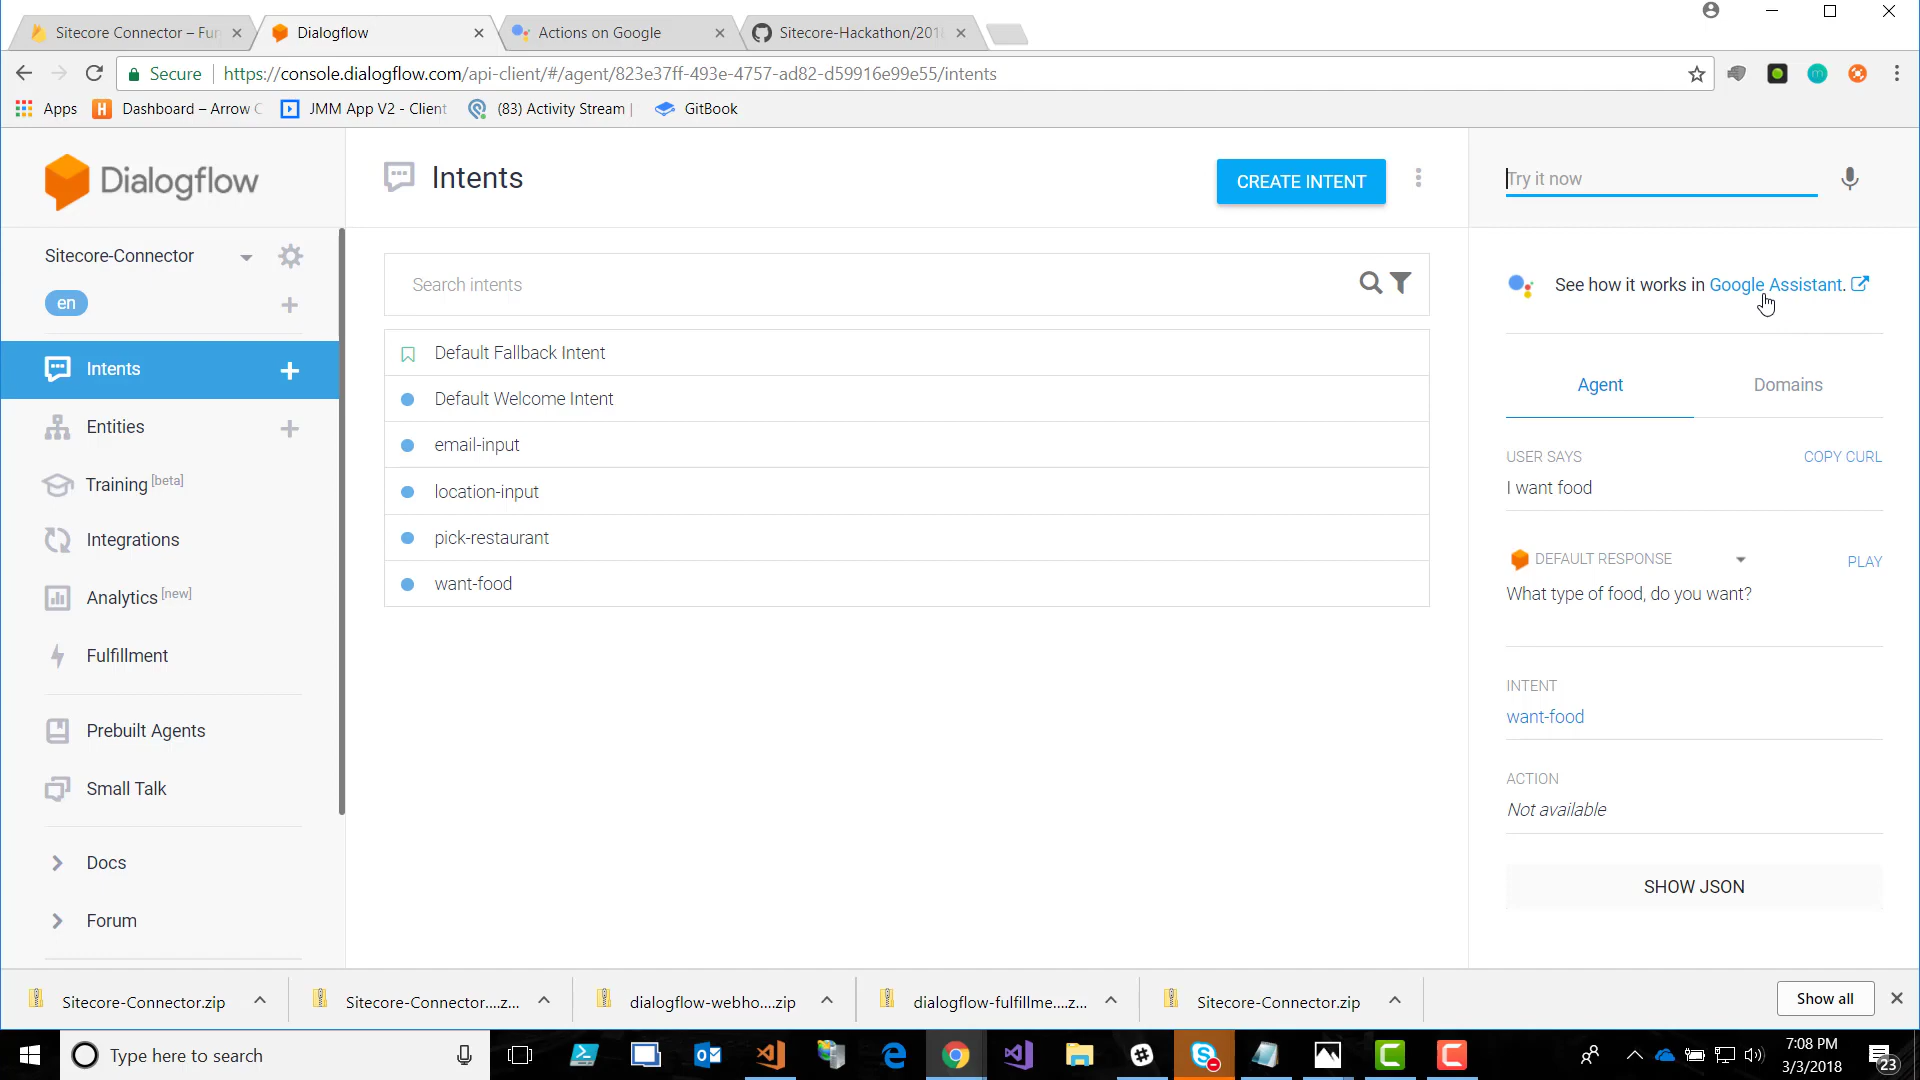 Sitecore Connector – Fun
Dialogflow
Actions on Google
Sitecore-Hackathon/2018
Secure
https://console.dialogflow.com/api-client/#/agent/823e37ff-493e-4757-ad82-d59916e99e55/intents
Apps
Dashboard – Arrow C
JMM App V2 - Client
(83) Activity Stream |
GitBook
Dialogflow
Sitecore-Connector
en
Intents
Entities
Training [beta]
Integrations
Analytics [new]
Fulfillment
Prebuilt Agents
Small Talk
Docs
Forum
Intents
CREATE INTENT
Search intents
Default Fallback Intent
Default Welcome Intent
email-input
location-input
pick-restaurant
want-food
Try it now
See how it works in Google Assistant.
Agent
Domains
USER SAYS
COPY CURL
I want food
DEFAULT RESPONSE
PLAY
What type of food, do you want?
INTENT
want-food
ACTION
Not available
SHOW JSON
Sitecore-Connector.zip
Sitecore-Connector....z...
dialogflow-webho....zip
dialogflow-fulfillme....z...
Sitecore-Connector.zip
Show all
Type here to search
7:08 PM
3/3/2018
23